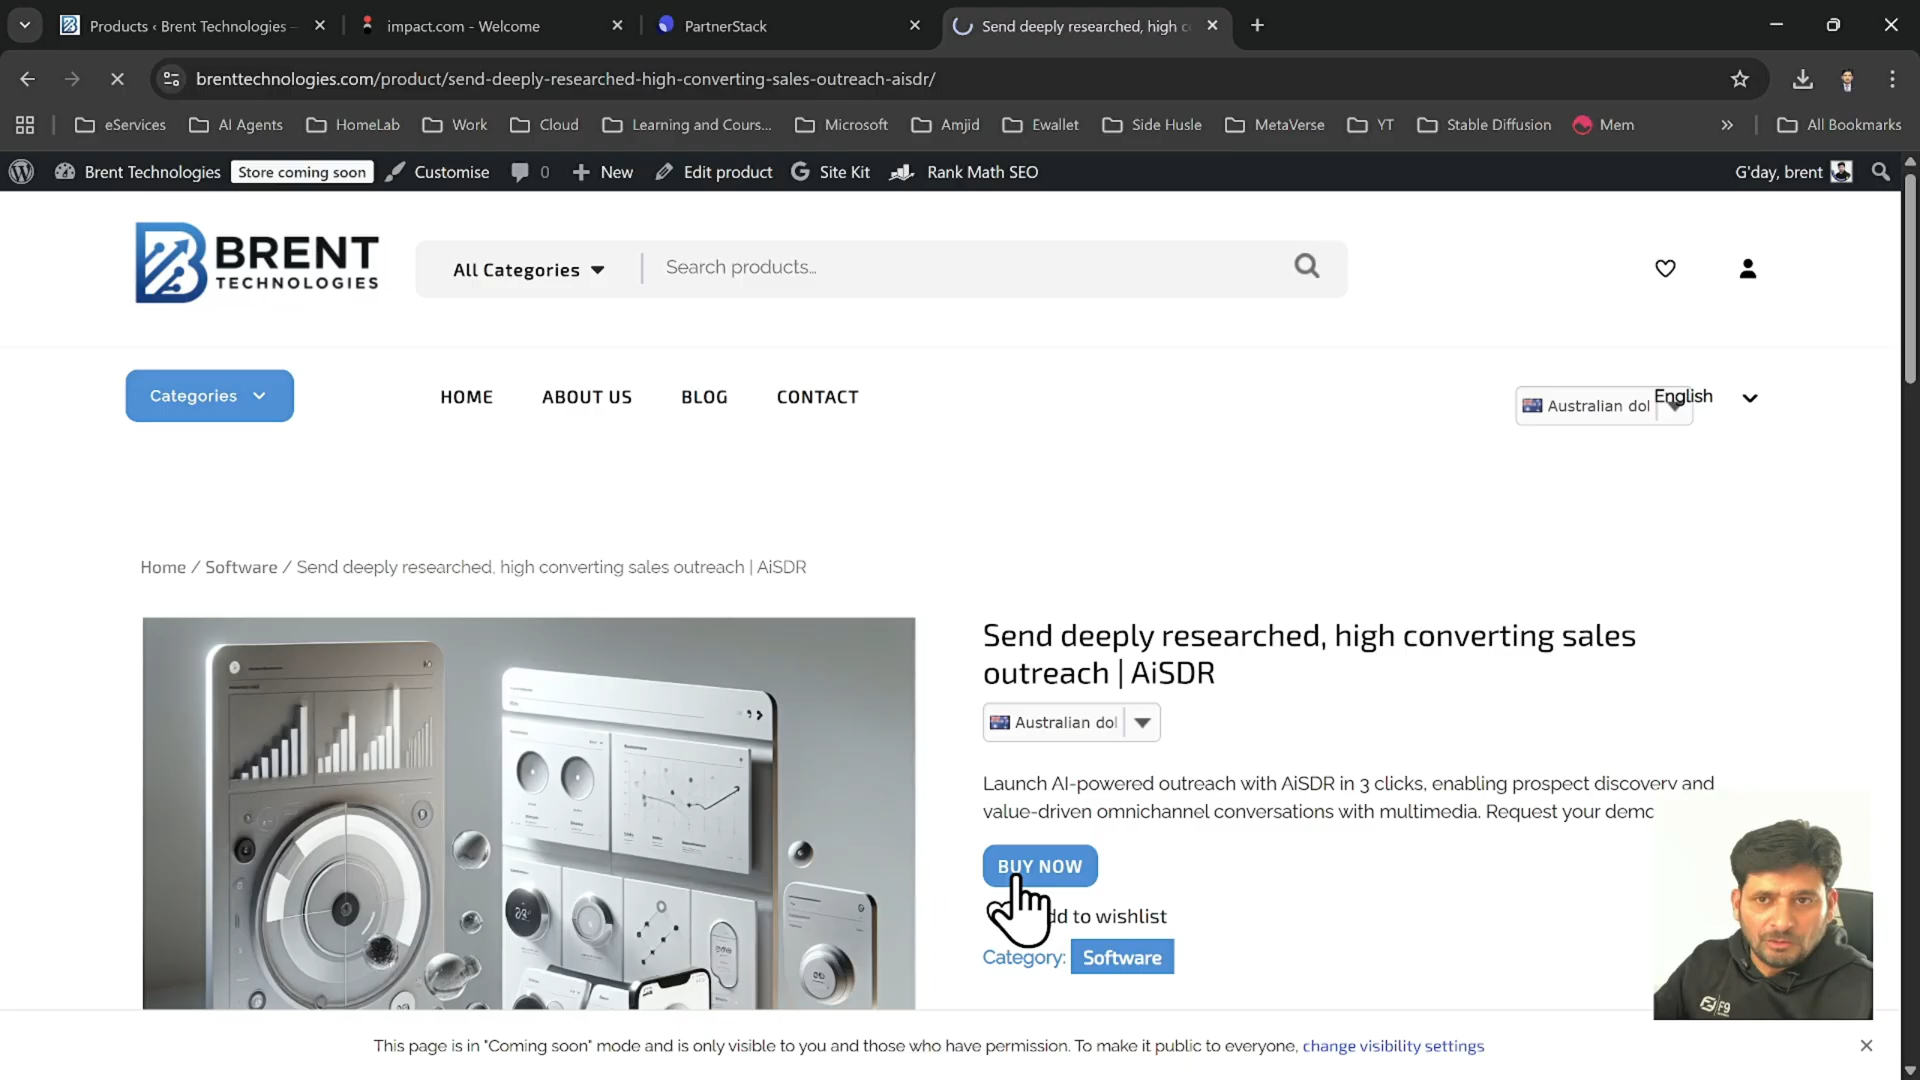 Products ‹ Brent Technologies –
impact.com - Welcome
PartnerStack
Send deeply researched, high c
brenttechnologies.com/product/send-deeply-researched-high-converting-sales-outreach-aisdr/
eServices
AI Agents
HomeLab
Work
Cloud
Learning and Cours...
Microsoft
Amjid
Ewallet
Side Husle
MetaVerse
YT
Stable Diffusion
Mem
All Bookmarks
Brent Technologies
Store coming soon
Customise
0
New
Edit product
Site Kit
Rank Math SEO
G'day, brent
BRENT
TECHNOLOGIES
All Categories
Search products...
Categories
HOME
ABOUT US
BLOG
CONTACT
Australian dol
English
Home / Software / Send deeply researched, high converting sales outreach | AiSDR
Send deeply researched, high converting sales
outreach | AiSDR
Australian dol
Launch AI-powered outreach with AiSDR in 3 clicks, enabling prospect discovery and
value-driven omnichannel conversations with multimedia. Request your demo
BUY NOW
dd to wishlist
Category: Software
F9
This page is in "Coming soon" mode and is only visible to you and those who have permission. To make it public to everyone, change visibility settings